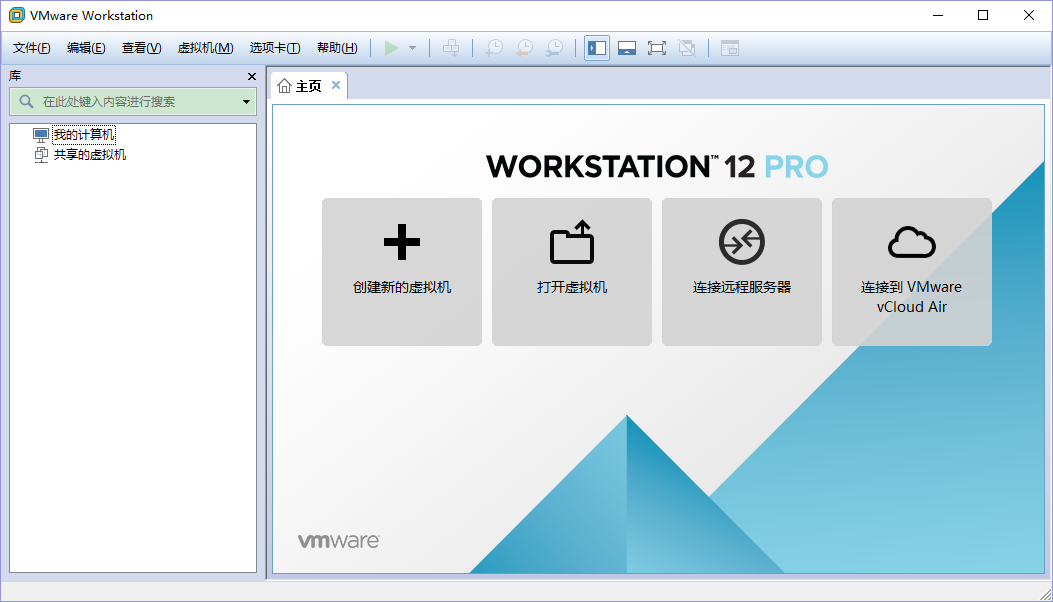 VMware Workstation
文件(F) 编辑(E) 查看(V) 虚拟机(M) 选项卡(T) 帮助(H)
库
在此处键入内容进行搜索
我的计算机
共享的虚拟机
主页
WORKSTATION™ 12 PRO
创建新的虚拟机
打开虚拟机
连接远程服务器
连接到 VMware
vCloud Air
vmware